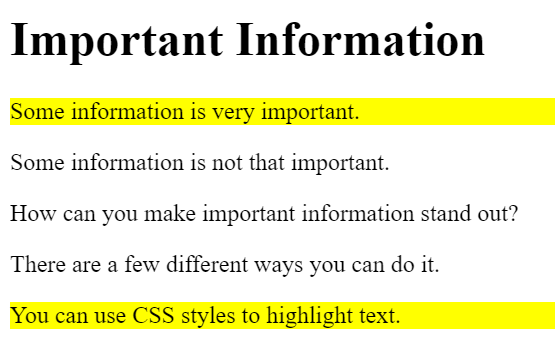 Important Information
Some information is very important.
Some information is not that important.
How can you make important information stand out?
There are a few different ways you can do it.
You can use CSS styles to highlight text.